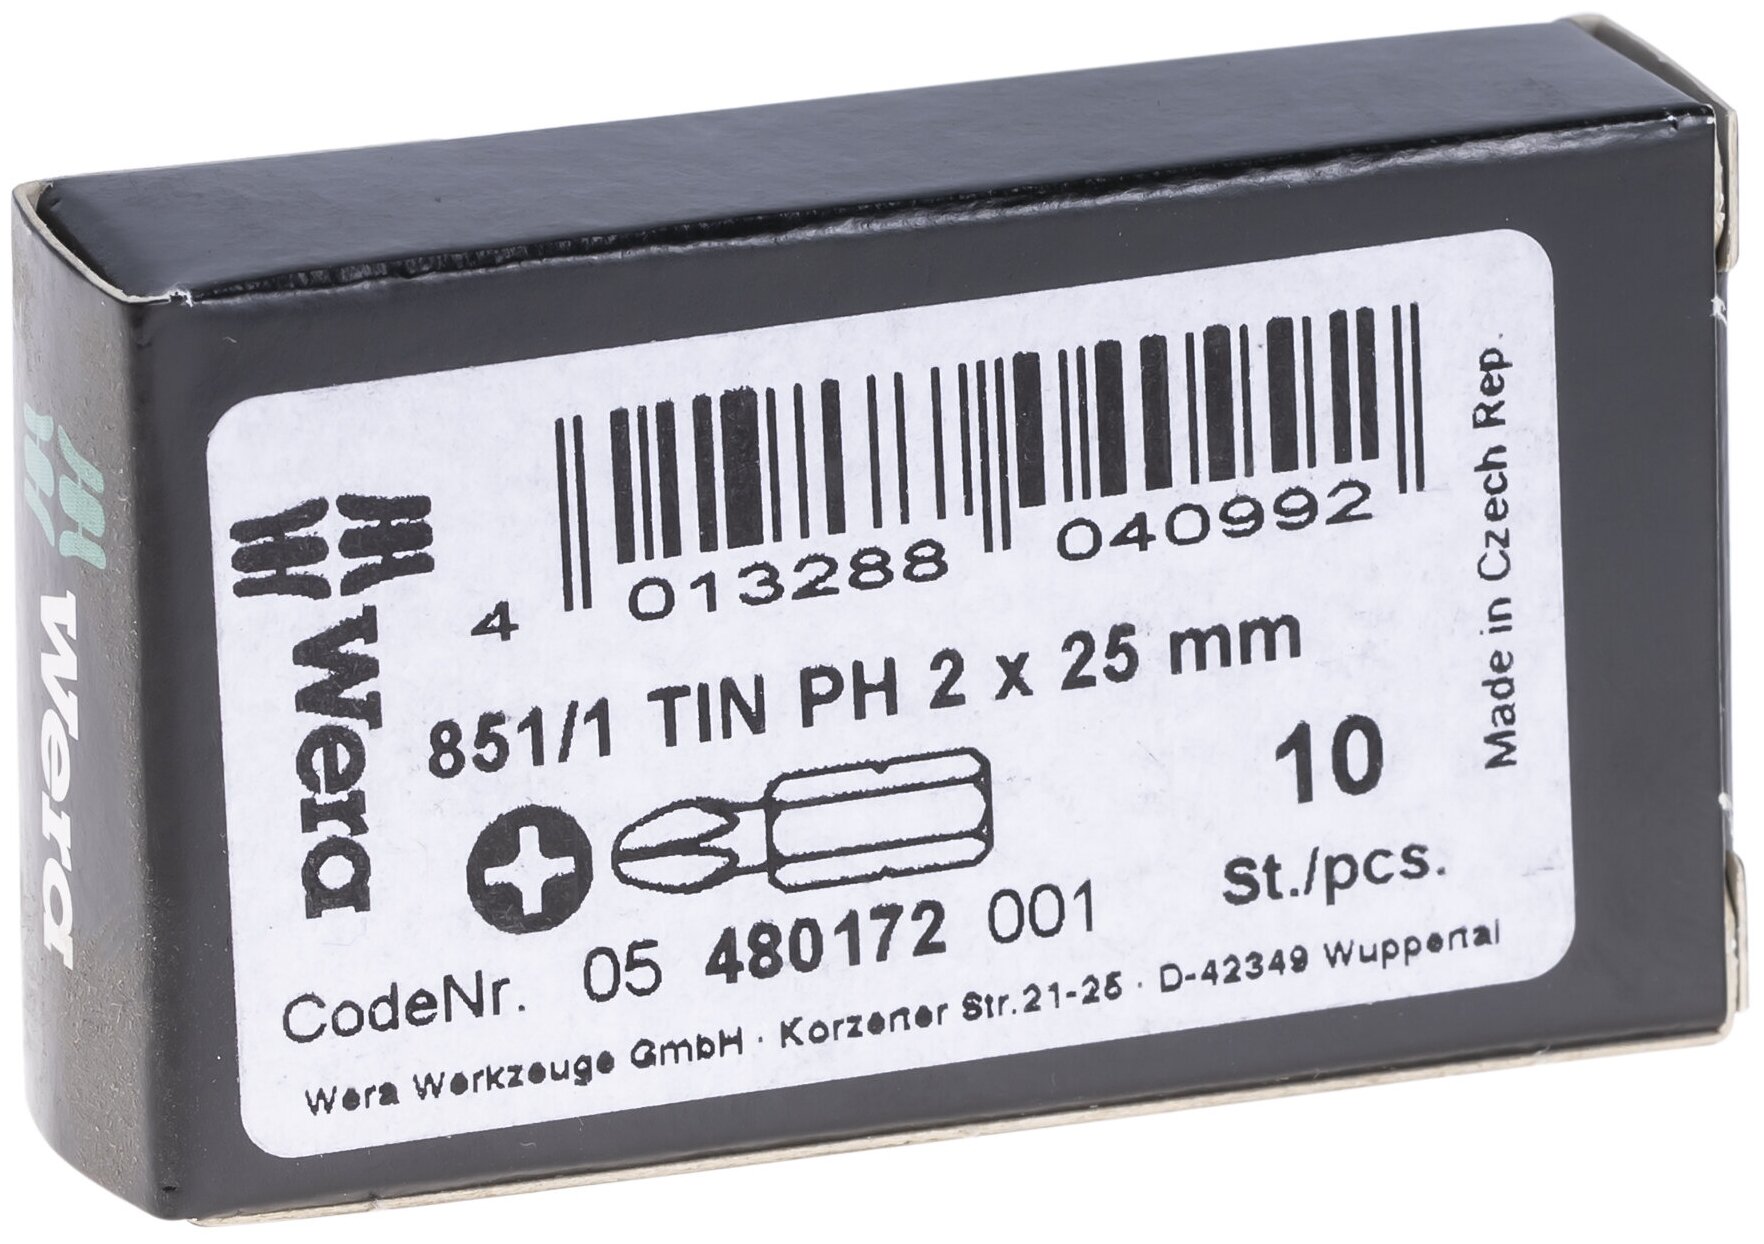 Wera
Wera
4 013288 040992
Made in Czech Rep.
851/1 TIN PH 2 x 25 mm
10
St./pcs.
CodeNr. 05 480172 001
Wera Werkzeuge GmbH · Korzerter Str.21-25 · D-42349 Wuppertal